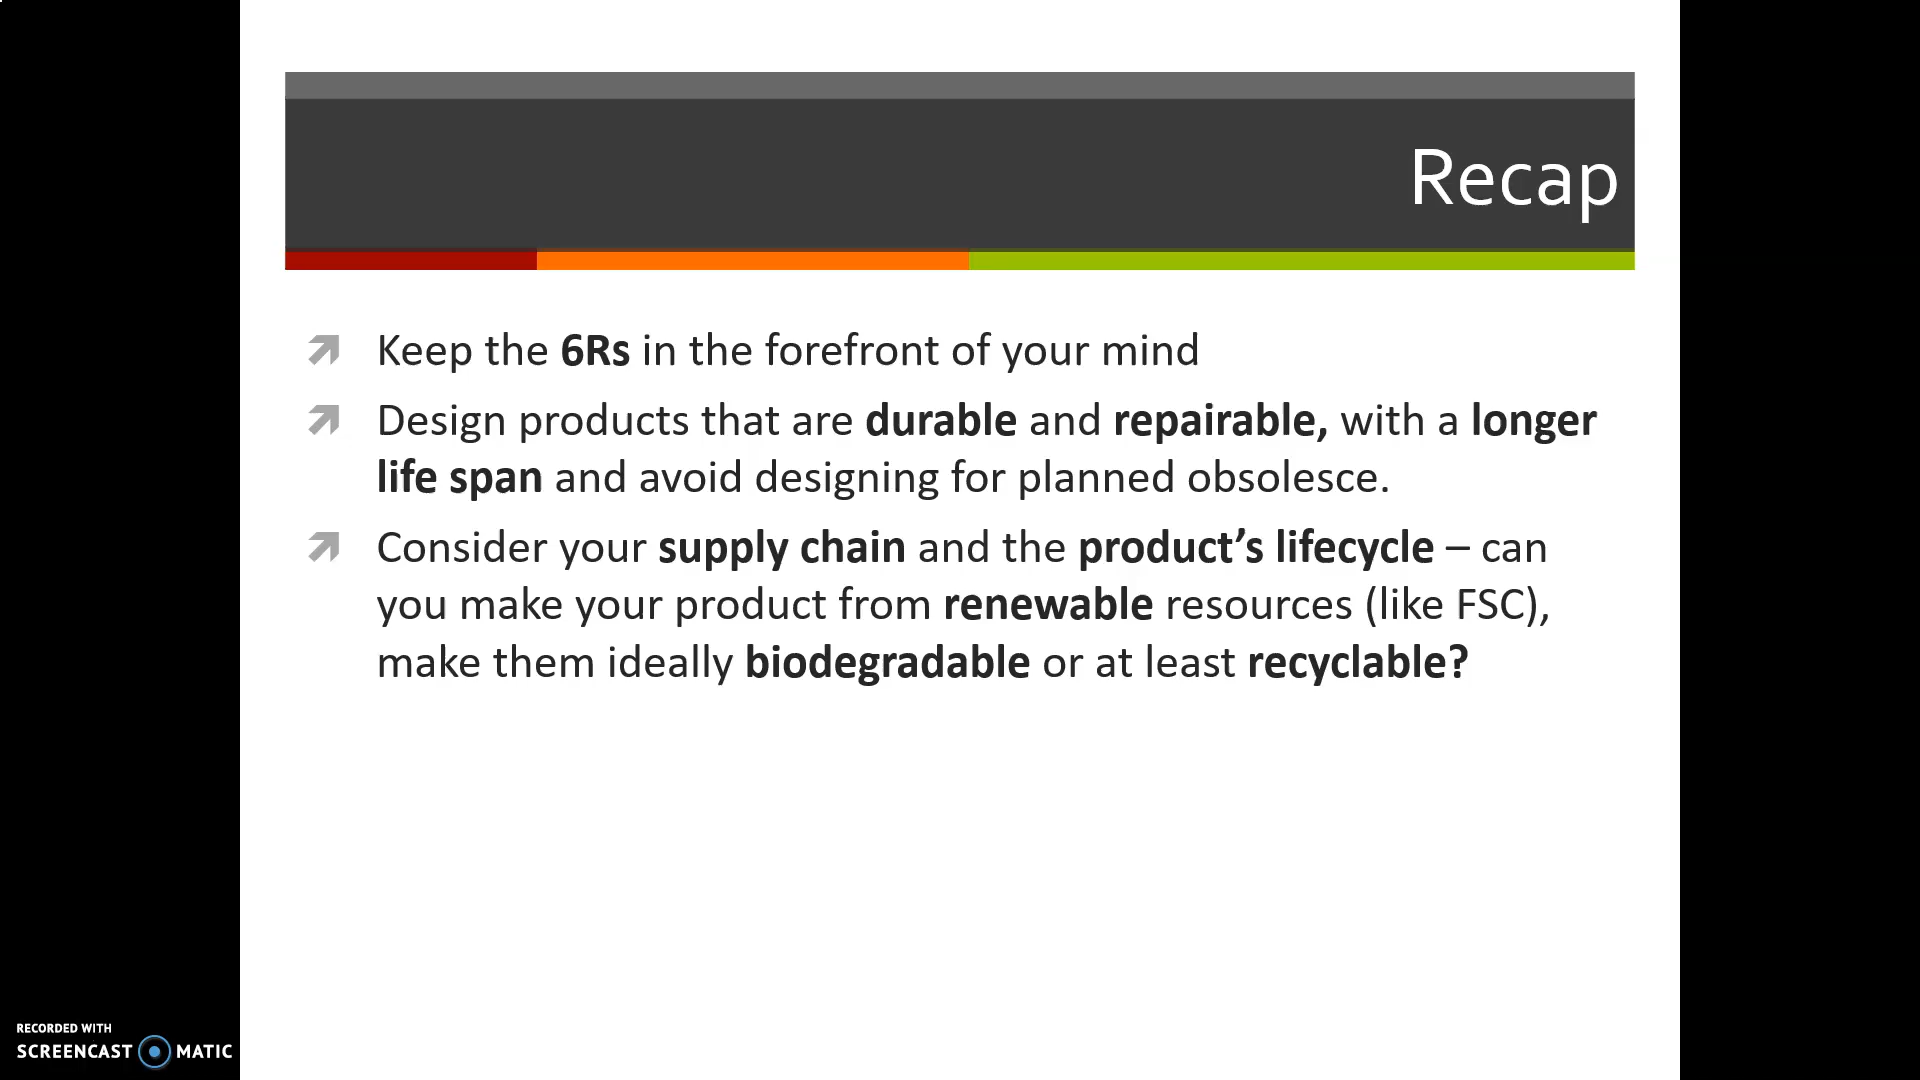 Recap
Keep the 6Rs in the forefront of your mind
Design products that are durable and repairable, with a longer
life span and avoid designing for planned obsolesce.
Consider your supply chain and the product’s lifecycle – can
you make your product from renewable resources (like FSC),
make them ideally biodegradable or at least recyclable?
RECORDED WITH
SCREENCAST MATIC